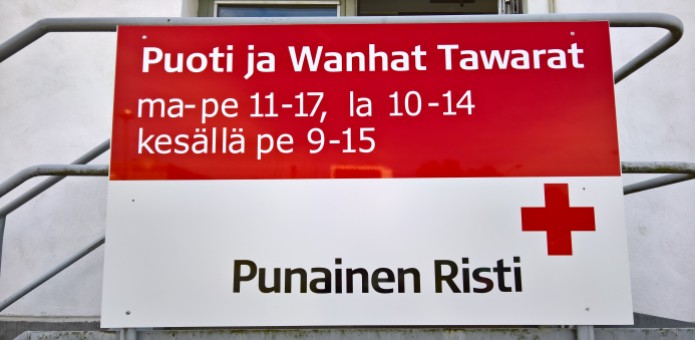 Puoti ja Wanhat Tawarat
ma-pe 11-17, la 10-14
kesällä pe 9-15
Punainen Risti